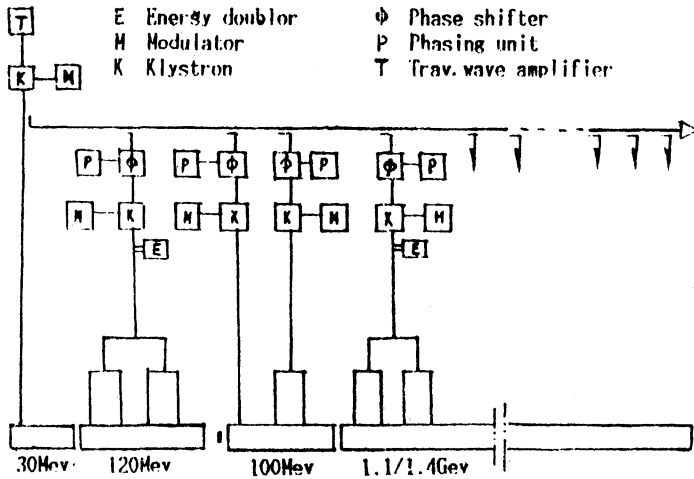 T E Energy doublor Φ Phase shifter
M Modulator P Phasing unit
K M K Klystron T Trav.wave amplifier
P Φ P Φ Φ P Φ P
M K M K K M K M
E E
30Mev 120Mev 100Mev 1.1/1.4Gev